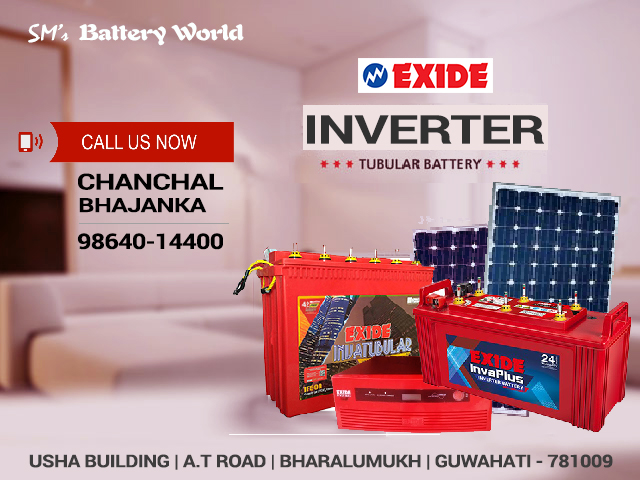 SM's Battery World
EXIDE
INVERTER
*** TUBULAR BATTERY ***
CALL US NOW
CHANCHAL
BHAJANKA
98640-14400
EXIDE
INVATUBULAR
EXIDE
EXIDE
InvaPlus
INVERTER BATTERY
24
USHA BUILDING | A.T ROAD | BHARALUMUKH | GUWAHATI - 781009